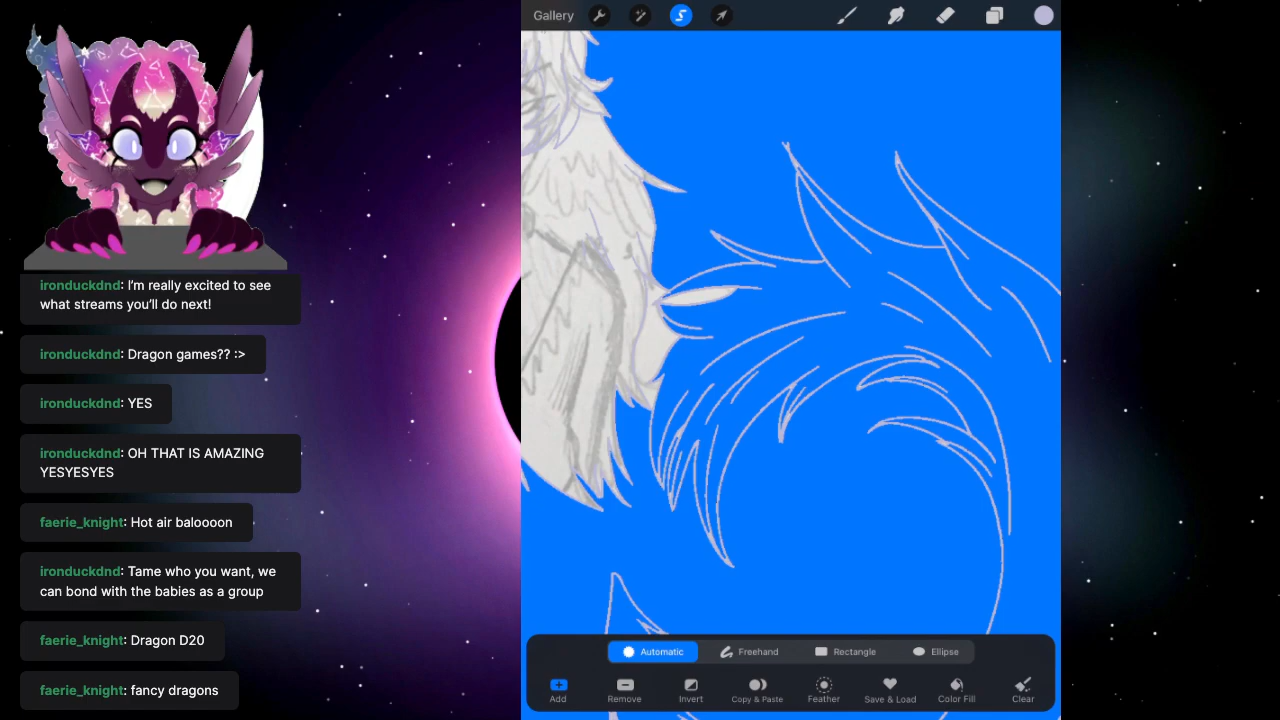 Gallery
ironduckdnd: I'm really excited to see
what streams you'll do next!
ironduckdnd: Dragon games?? :>
ironduckdnd: YES
ironduckdnd: OH THAT IS AMAZING
YESYESYES
faerie_knight: Hot air baloooon
ironduckdnd: Tame who you want, we
can bond with the babies as a group
faerie_knight: Dragon D20
faerie_knight: fancy dragons
Automatic Freehand Rectangle Ellipse
Add Remove Invert Copy & Paste Feather Save & Load Color Fill Clear